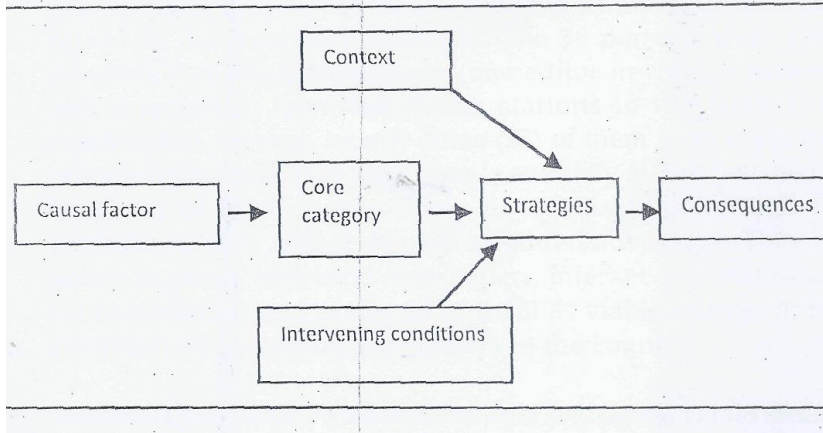 Context
Causal factor
Core
category
Strategies
Consequences
Intervening conditions